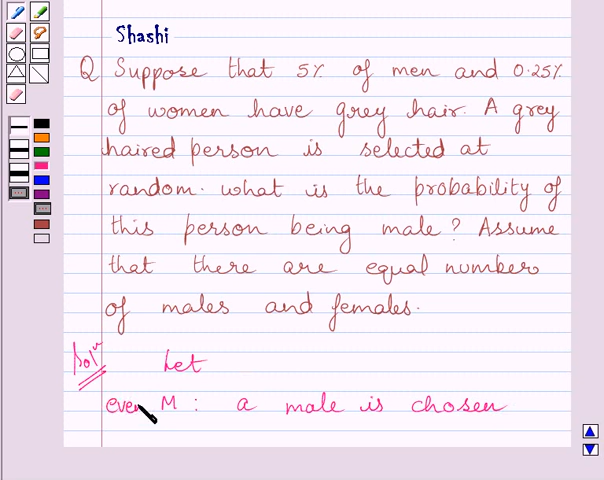 Shashi
Q Suppose that 5% of men and 0.25%
of women have grey hair. A grey
haired person is selected at
random. what is the probability of
this person being male? Assume
that there are equal number
of males and females.
Solⁿ Let
even M : a male is chosen